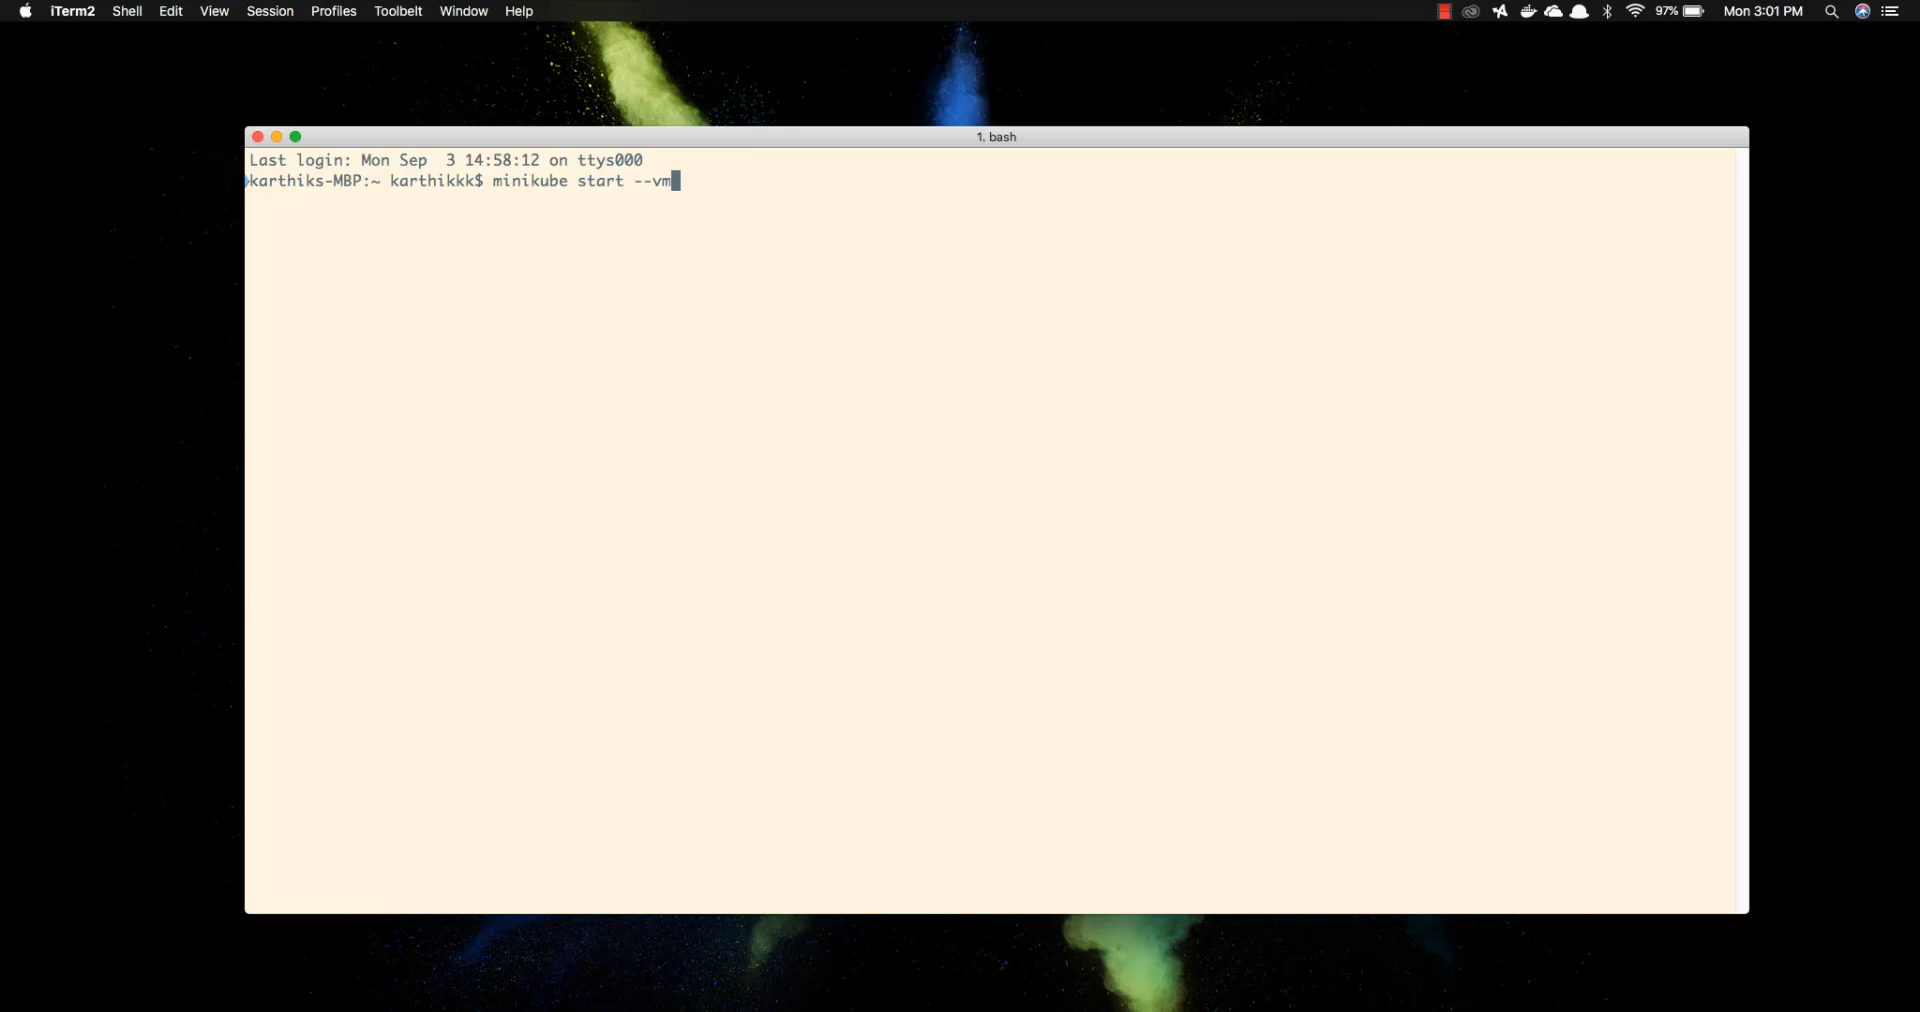 iTerm2 Shell Edit View Session Profiles Toolbelt Window Help 97% Mon 3:01 PM
1. bash
Last login: Mon Sep  3 14:58:12 on ttys000
karthiks-MBP:~ karthikkk$ minikube start --vm